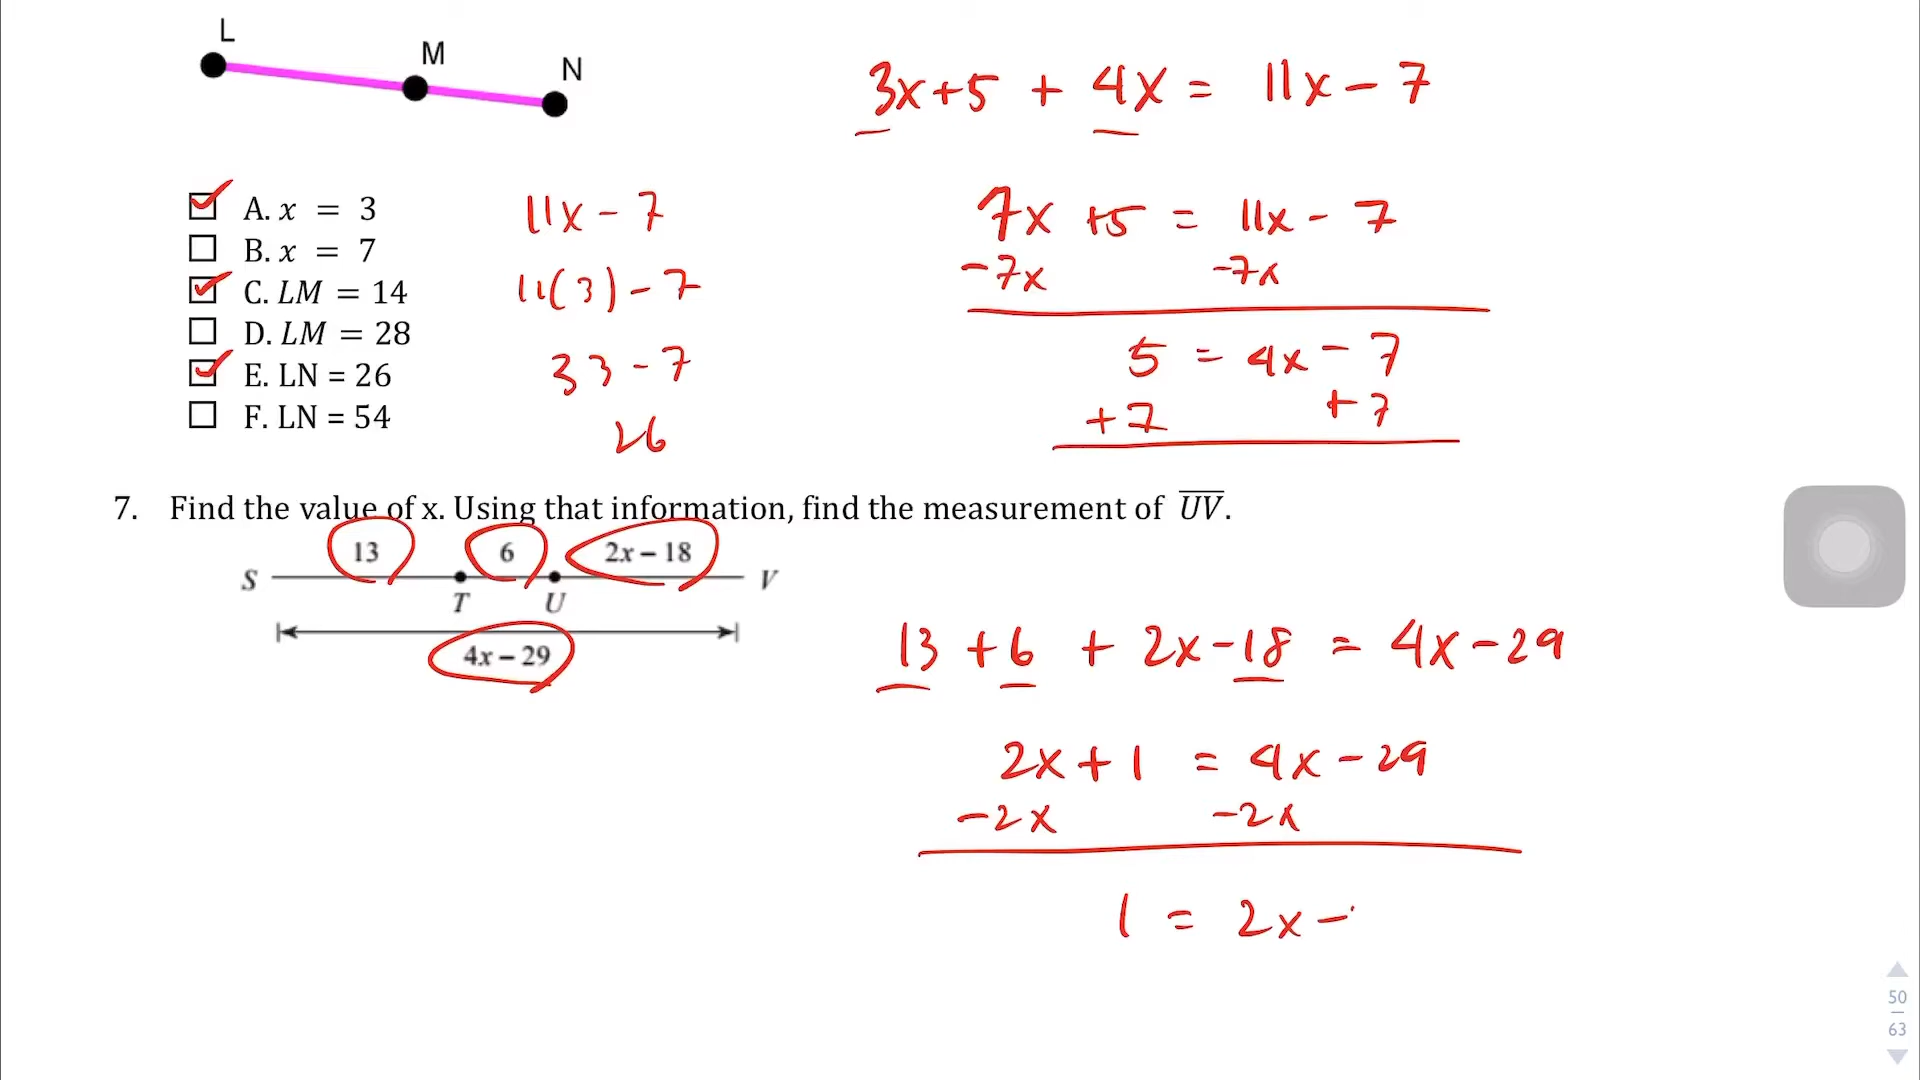 L
M
N
3x+5 + 4x = 11x - 7
A. x = 3
B. x = 7
C. LM = 14
D. LM = 28
E. LN = 26
F. LN = 54
11x - 7
11(3) - 7
33 - 7
26
7x +5 = 11x - 7
-7x -7x
5 = 4x - 7
+7 +7
7. Find the value of x. Using that information, find the measurement of UV.
13 6 2x – 18
S V
T U
4x – 29
13 + 6 + 2x - 18 = 4x - 29
2x + 1 = 4x - 29
-2x -2x
1 = 2x -
50
63